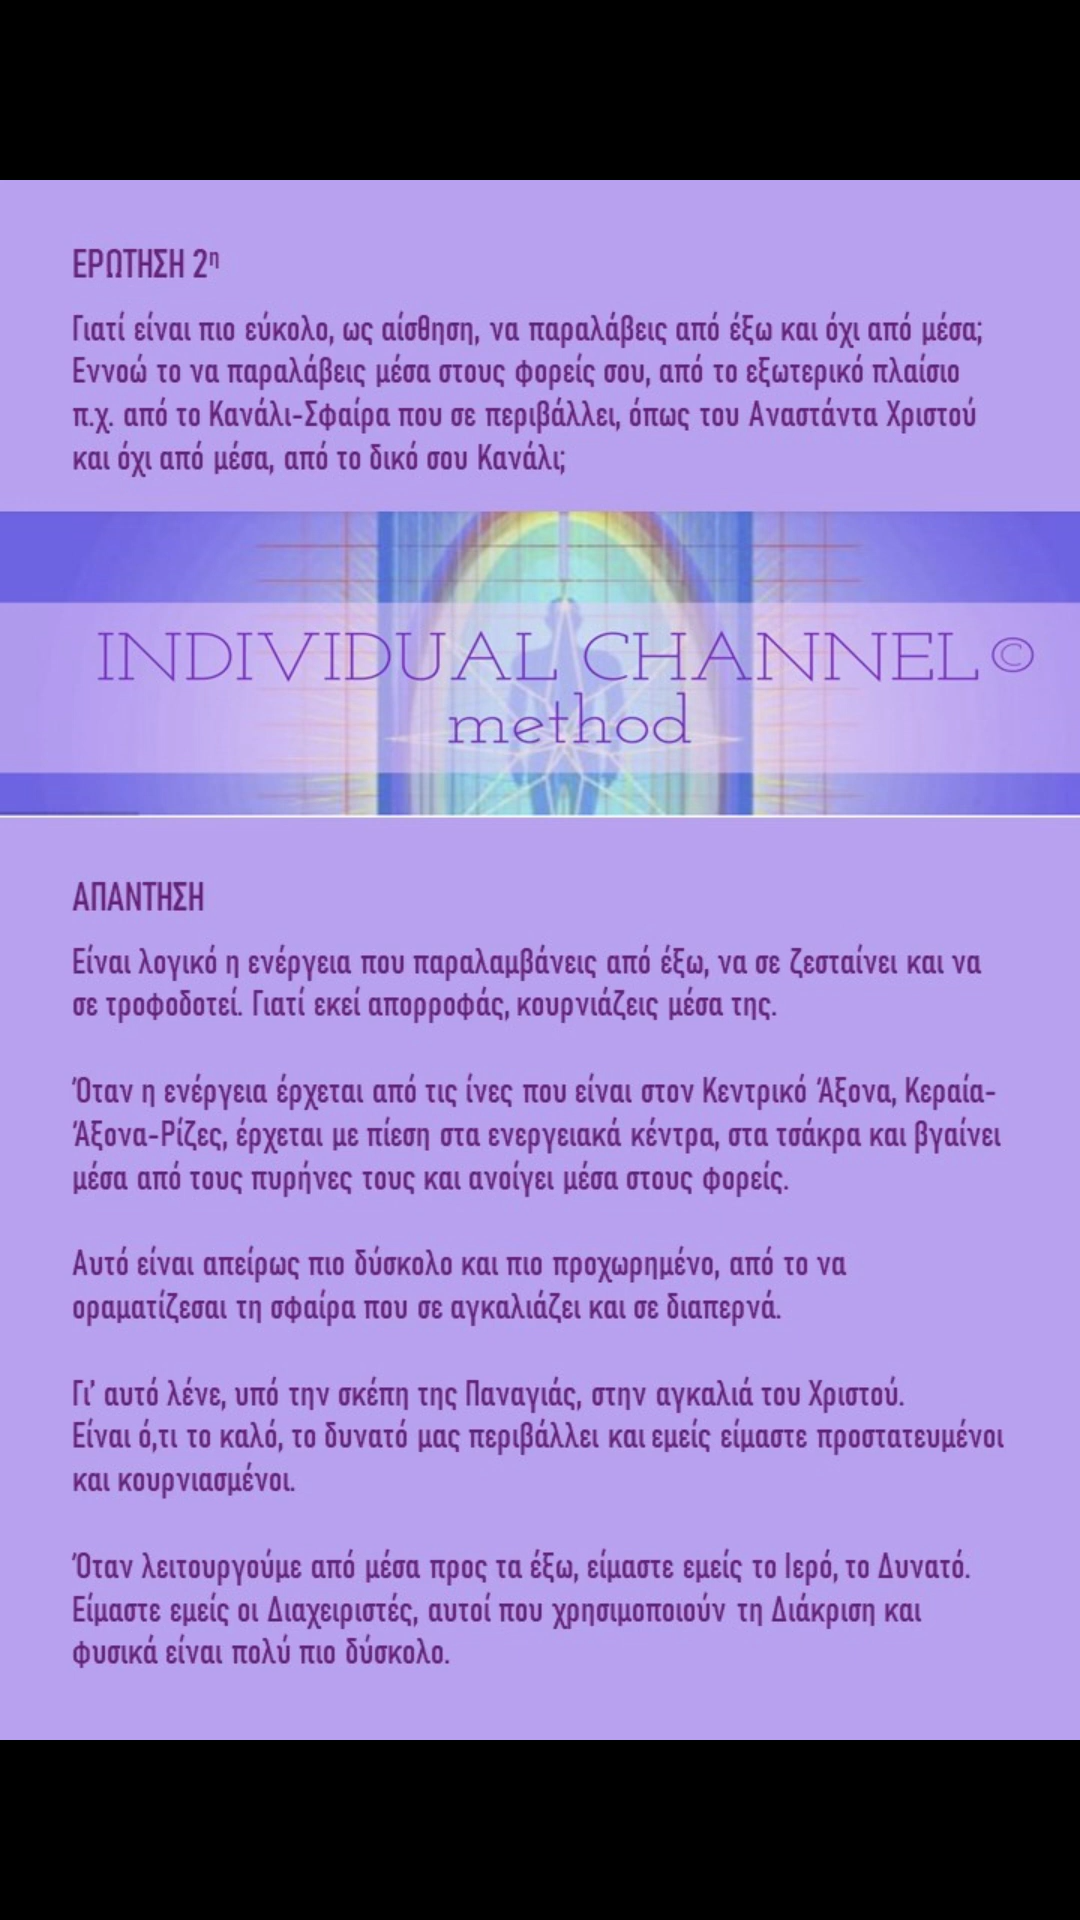 ΕΡΩΤΗΣΗ 2η
Γιατί είναι πιο εύκολο, ως αίσθηση, να παραλάβεις από έξω και όχι από μέσα;
Εννοώ το να παραλάβεις μέσα στους φορείς σου, από το εξωτερικό πλαίσιο
π.χ. από το Κανάλι-Σφαίρα που σε περιβάλλει, όπως του Αναστάντα Χριστού
και όχι από μέσα, από το δικό σου Κανάλι;
INDIVIDUAL CHANNEL©
method
ΑΠΑΝΤΗΣΗ
Είναι λογικό η ενέργεια που παραλαμβάνεις από έξω, να σε ζεσταίνει και να
σε τροφοδοτεί. Γιατί εκεί απορροφάς, κουρνιάζεις μέσα της.
Όταν η ενέργεια έρχεται από τις ίνες που είναι στον Κεντρικό Άξονα, Κεραία-
Άξονα-Ρίζες, έρχεται με πίεση στα ενεργειακά κέντρα, στα τσάκρα και βγαίνει
μέσα από τους πυρήνες τους και ανοίγει μέσα στους φορείς.
Αυτό είναι απείρως πιο δύσκολο και πιο προχωρημένο, από το να
οραματίζεσαι τη σφαίρα που σε αγκαλιάζει και σε διαπερνά.
Γι' αυτό λένε, υπό την σκέπη της Παναγιάς, στην αγκαλιά του Χριστού.
Είναι ό,τι το καλό, το δυνατό μας περιβάλλει και εμείς είμαστε προστατευμένοι
και κουρνιασμένοι.
Όταν λειτουργούμε από μέσα προς τα έξω, είμαστε εμείς το Ιερό, το Δυνατό.
Είμαστε εμείς οι Διαχειριστές, αυτοί που χρησιμοποιούν τη Διάκριση και
φυσικά είναι πολύ πιο δύσκολο.